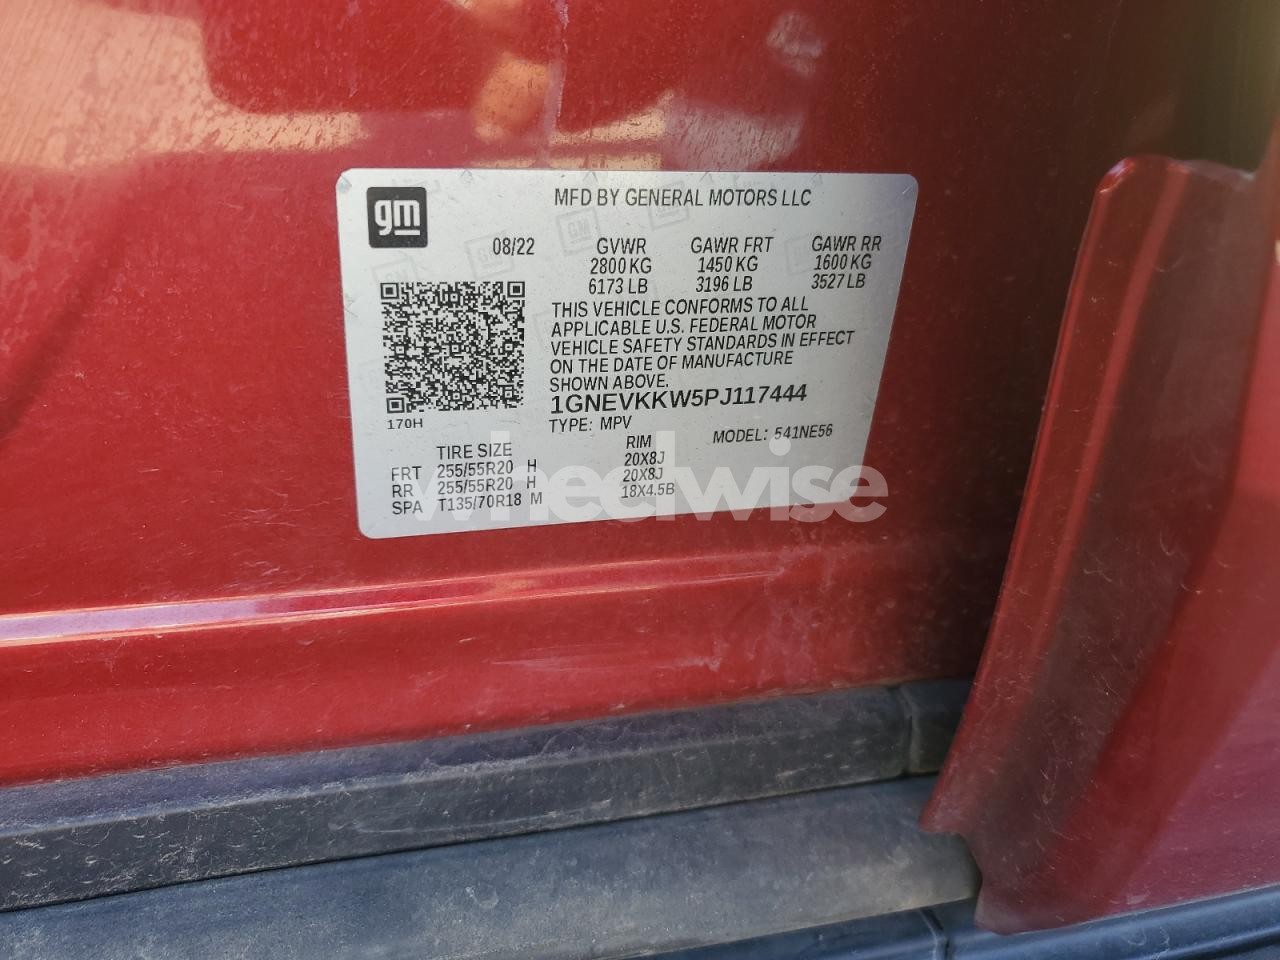 gm
MFD BY GENERAL MOTORS LLC
08/22 GVWR GAWR FRT GAWR RR
2800 KG 1450 KG 1600 KG
6173 LB 3196 LB 3527 LB
THIS VEHICLE CONFORMS TO ALL
APPLICABLE U.S. FEDERAL MOTOR
VEHICLE SAFETY STANDARDS IN EFFECT
ON THE DATE OF MANUFACTURE
SHOWN ABOVE.
1GNEVKKW5PJ117444
170H
TYPE: MPV MODEL: 541NE56
TIRE SIZE RIM
FRT 255/55R20 H 20X8J
RR 255/55R20 H 20X8J
SPA T135/70R18 M 18X4.5B
wheelwise